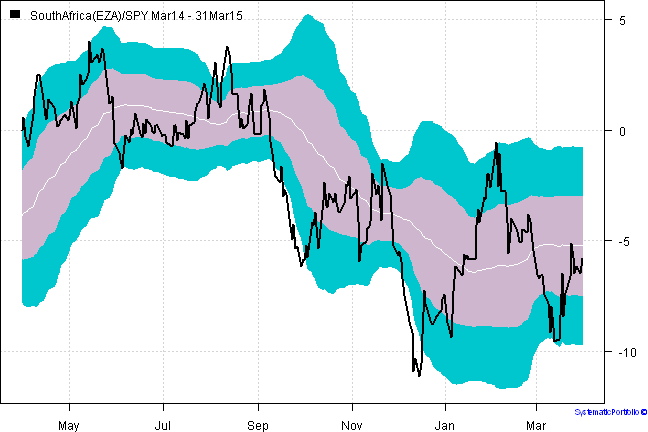 SouthAfrica(EZA)/SPY Mar14 - 31Mar15
5
0
-5
-10
May Jul Sep Nov Jan Mar
SystematicPortfolio ©